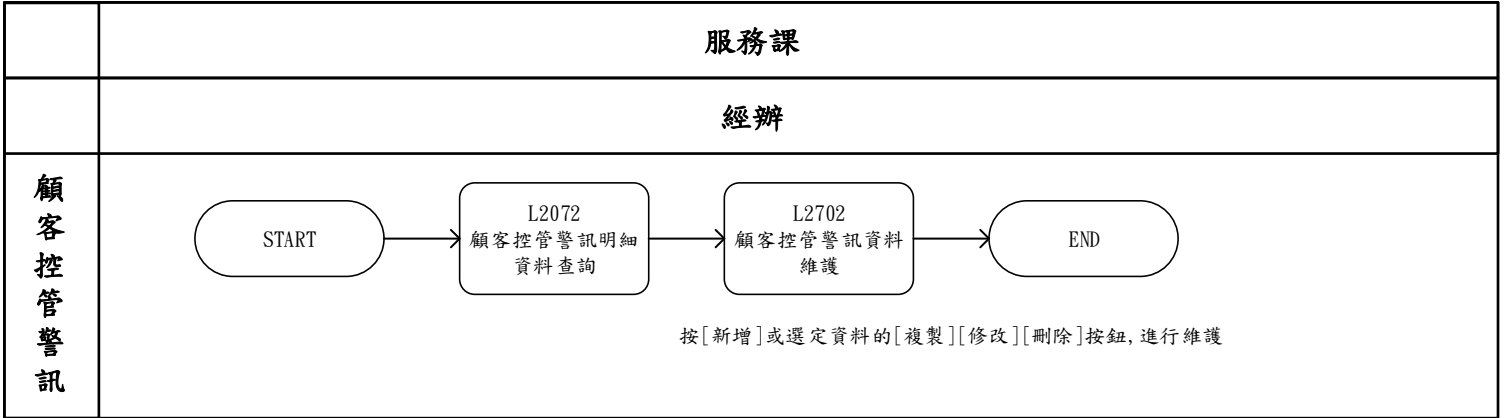 服務課
經辦
顧
客
控
管
警
訊
START
L2072
顧客控管警訊明細
資料查詢
L2702
顧客控管警訊資料
維護
END
按[新增]或選定資料的[複製][修改][刪除]按鈕,進行維護